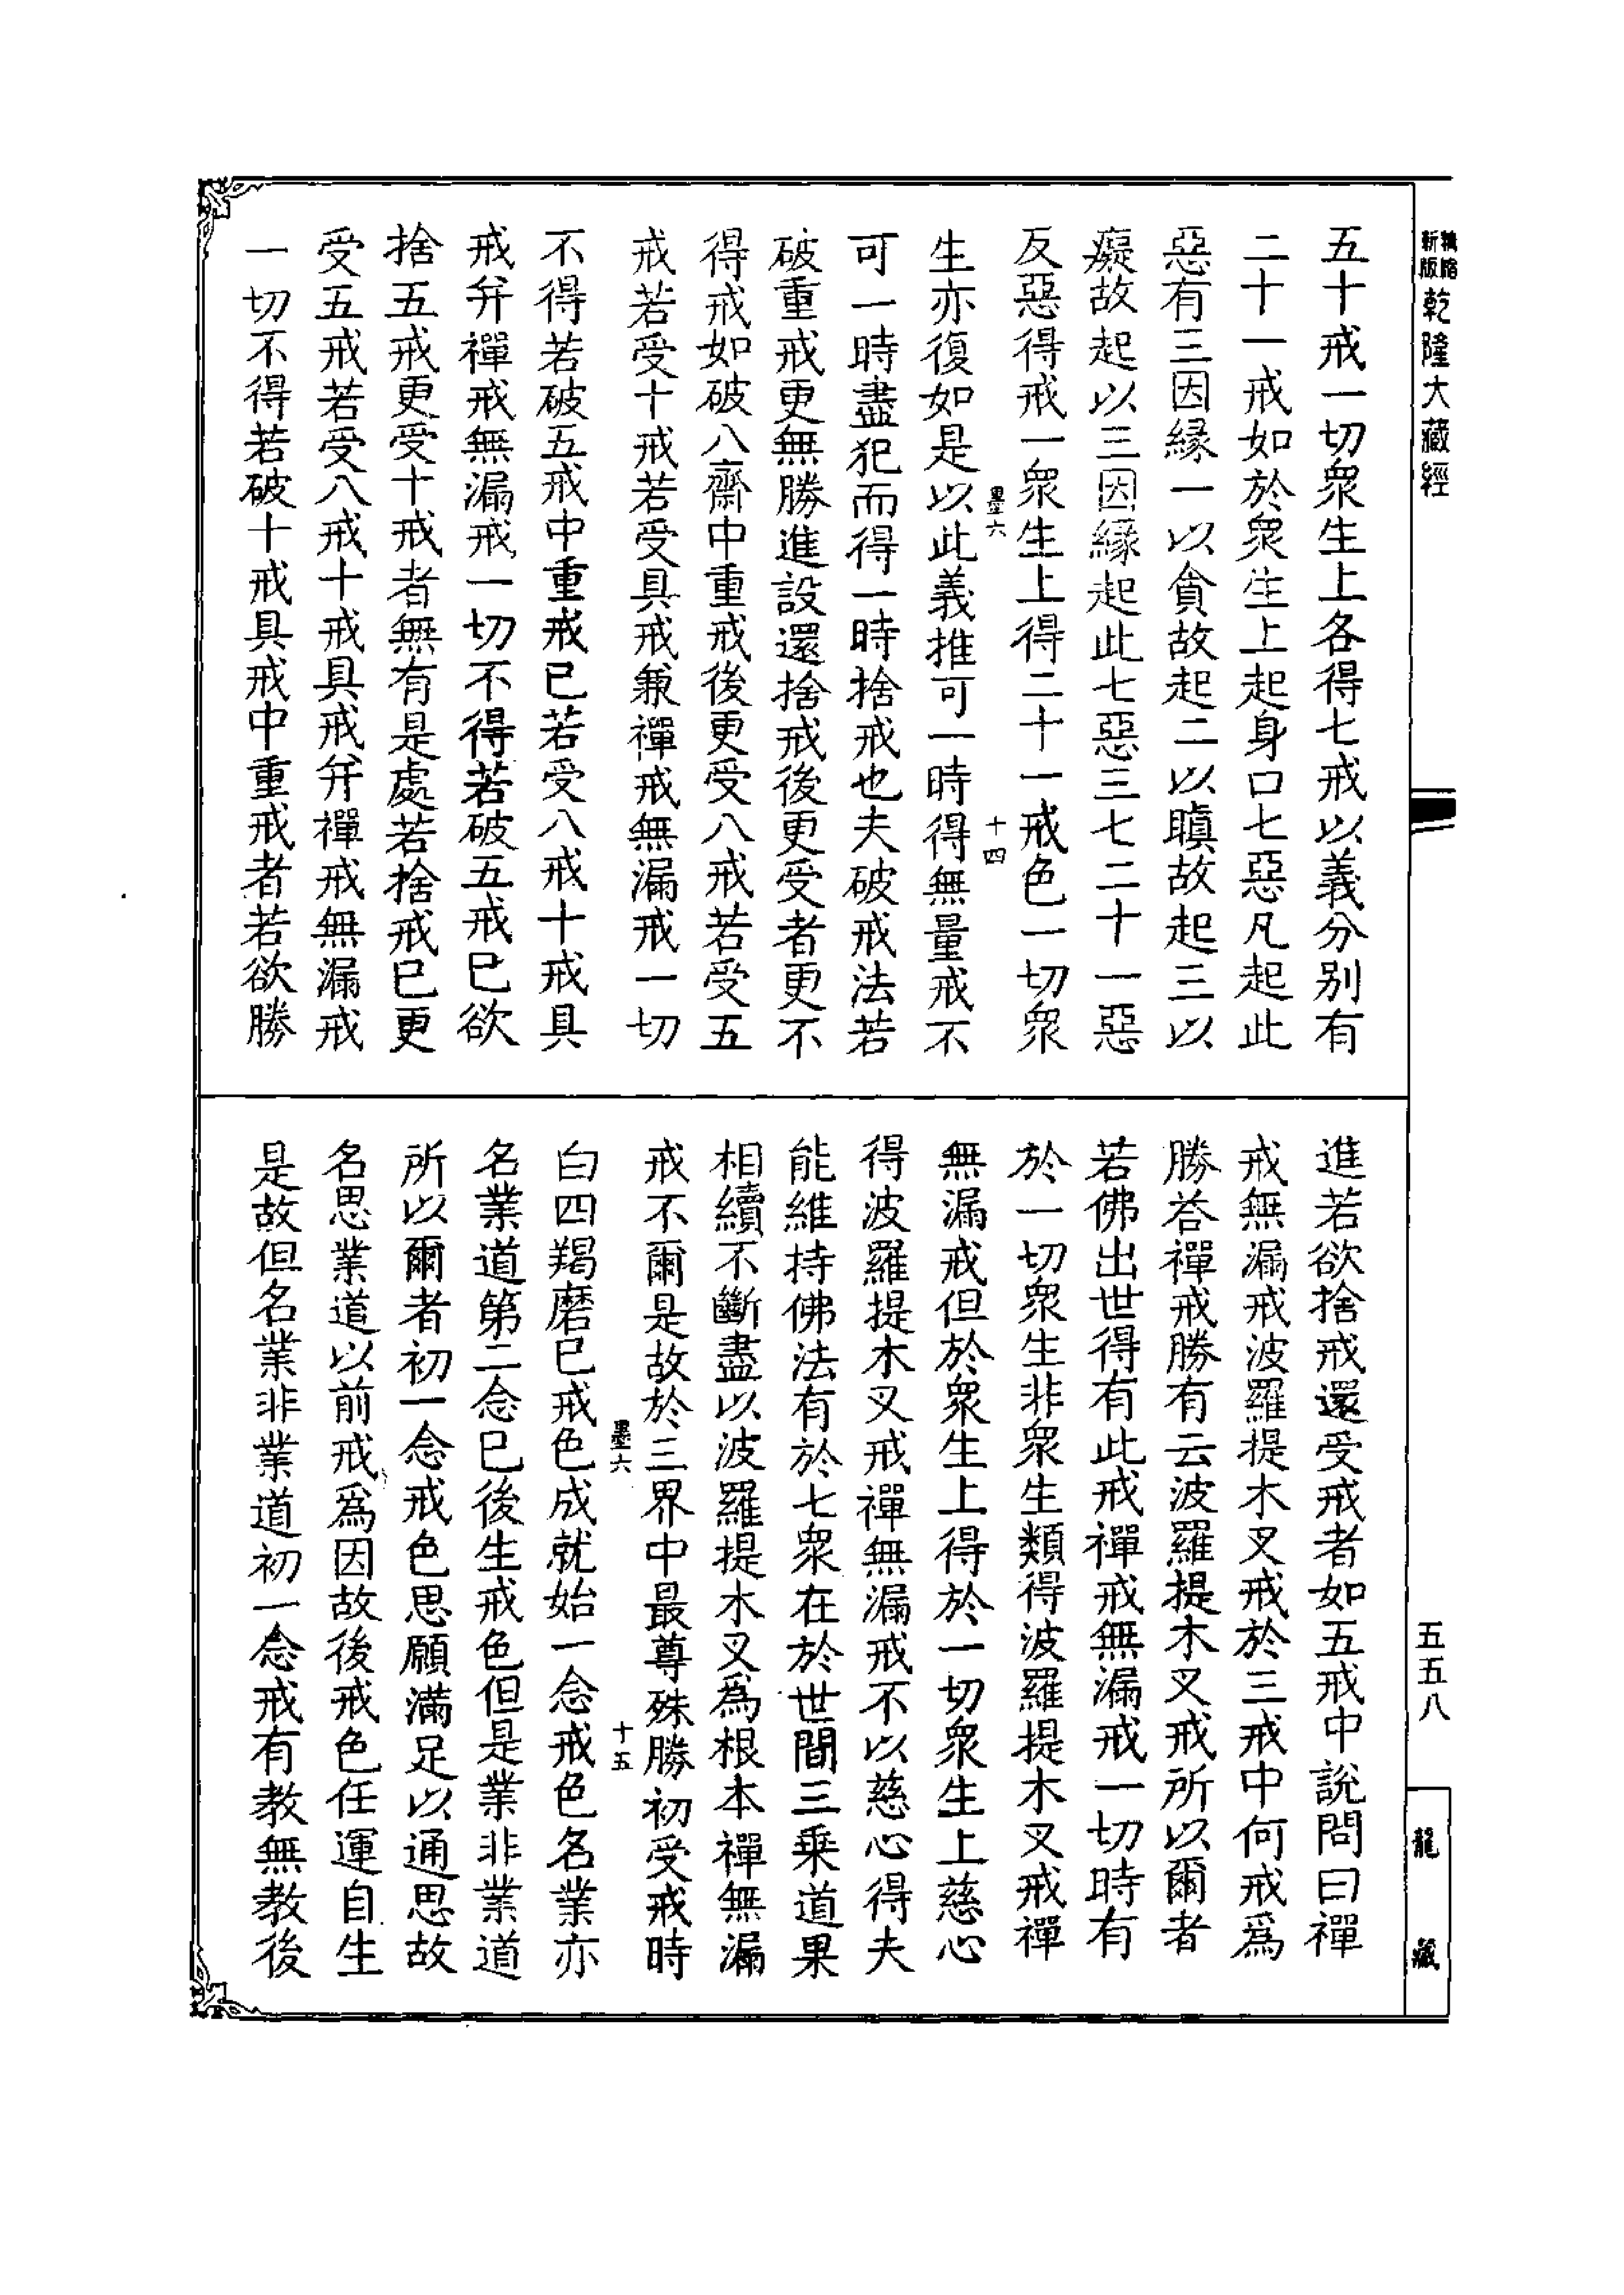 新版
乾隆大藏經
五十戒一切衆生上各得七戒以義分别有
二十一戒如於衆生上起身口七惡凡起此
惡有三因緣一以貪故起二以瞋故起三以
癡故起以三因緣起此七惡三七二十一惡
反惡得戒一衆生上得二十一戒色一切衆
墨六
十四
生亦復如是以此義推可一時得無量戒不
可一時盡犯而得一時捨戒也夫破戒法若
破重戒更無勝進設還捨戒後更受者更不
得戒如破八齋中重戒後更受八戒若受五
戒若受十戒若受具戒兼禪戒無漏戒一切
不得若破五戒中重戒已若受八戒十戒具
戒并禪戒無漏戒一切不得若破五戒已欲
捨五戒更受十戒者無有是處若捨戒已更
受五戒若受八戒十戒具戒并禪戒無漏戒
一切不得若破十戒具戒中重戒者若欲勝
進若欲捨戒還受戒者如五戒中說問曰禪
戒無漏戒波羅提木叉戒於三戒中何戒爲
勝荅禪戒勝有云波羅提木叉戒所以爾者
若佛出世得有此戒禪戒無漏戒一切時有
於一切衆生非衆生類得波羅提木叉戒禪
無漏戒但於衆生上得於一切衆生上慈心
得波羅提木叉戒禪無漏戒不以慈心得夫
能維持佛法有於七衆在於世間三乗道果
相續不斷盡以波羅提木叉爲根本禪無漏
戒不爾是故於三界中最尊殊勝初受戒時
墨六
十五
白四羯磨已戒色成就始一念戒色名業亦
名業道第二念已後生戒色但是業非業道
所以爾者初一念戒色思願滿足以通思故
名思業道以前戒爲因故後戒色任運自生
是故但名業非業道初一念戒有教無教後
五五八
龍藏